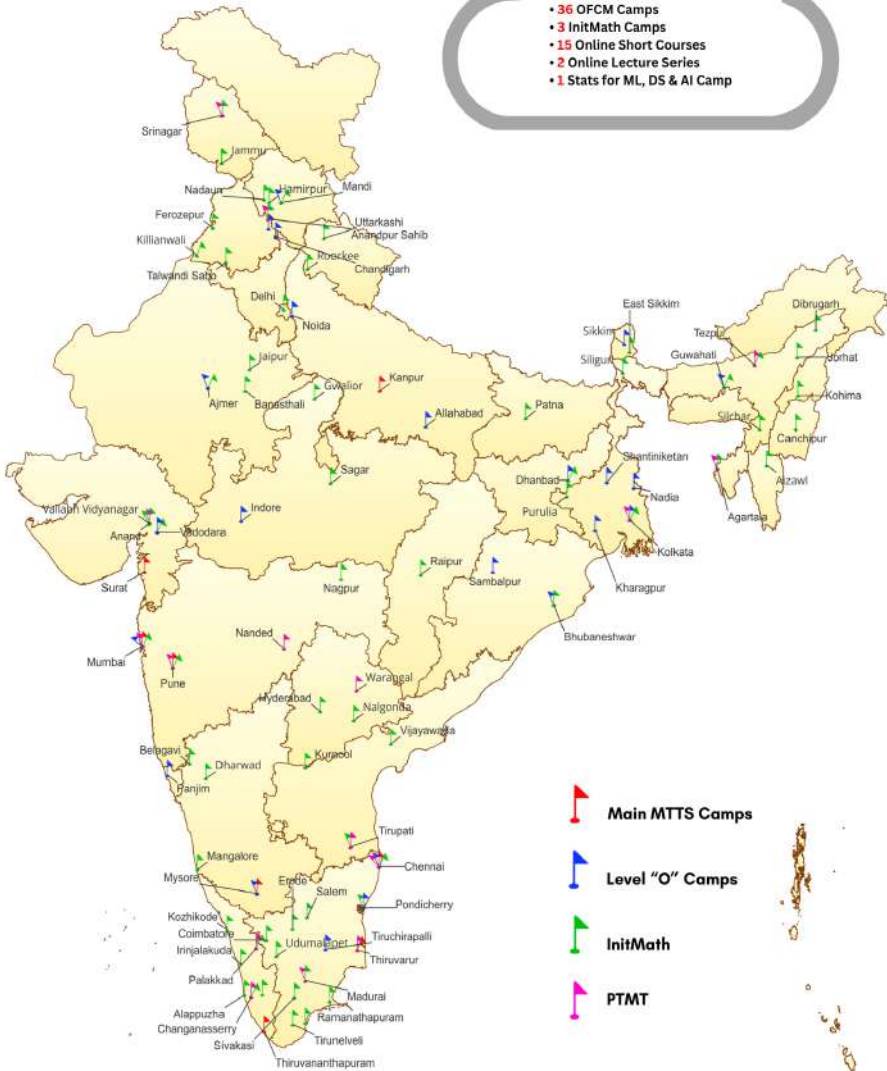 • 36 OFCM Camps
• 3 InitMath Camps
• 15 Online Short Courses
• 2 Online Lecture Series
• 1 Stats for ML, DS & AI Camp
Srinagar
Jammu
Nadaun
Hamirpur
Mandi
Ferozepur
Uttarkashi
Anandpur Sahib
Killianwali
Roorkee
Chandigarh
Talwandi Sabo
Delhi
Noida
East Sikkim
Dibrugarh
Sikkim
Tezpur
Guwahati
Jorhat
Siliguri
Jaipur
Kanpur
Gwalior
Ajmer
Banasthali
Allahabad
Patna
Kohima
Silchar
Canchipur
Sagar
Dhanbad
Shantiniketan
Aizawl
Nadia
Vallabh Vidyanagar
Indore
Purulia
Agartala
Anand
Vadodara
Kolkata
Surat
Nagpur
Raipur
Sambalpur
Kharagpur
Bhubaneshwar
Nanded
Mumbai
Pune
Warangal
Hyderabad
Nalgonda
Vijayawada
Belagavi
Dharwad
Kurnool
Panjim
Main MTTS Camps
Tirupati
Mangalore
Chennai
Mysore
Erode
Salem
Level “O” Camps
Pondicherry
Kozhikode
Coimbatore
Udumalapet
Tiruchirapalli
Irinjalakuda
Thiruvarur
InitMath
Palakkad
Madurai
Alappuzha
PTMT
Changanasserry
Ramanathapuram
Sivakasi
Tirunelveli
Thiruvananthapuram